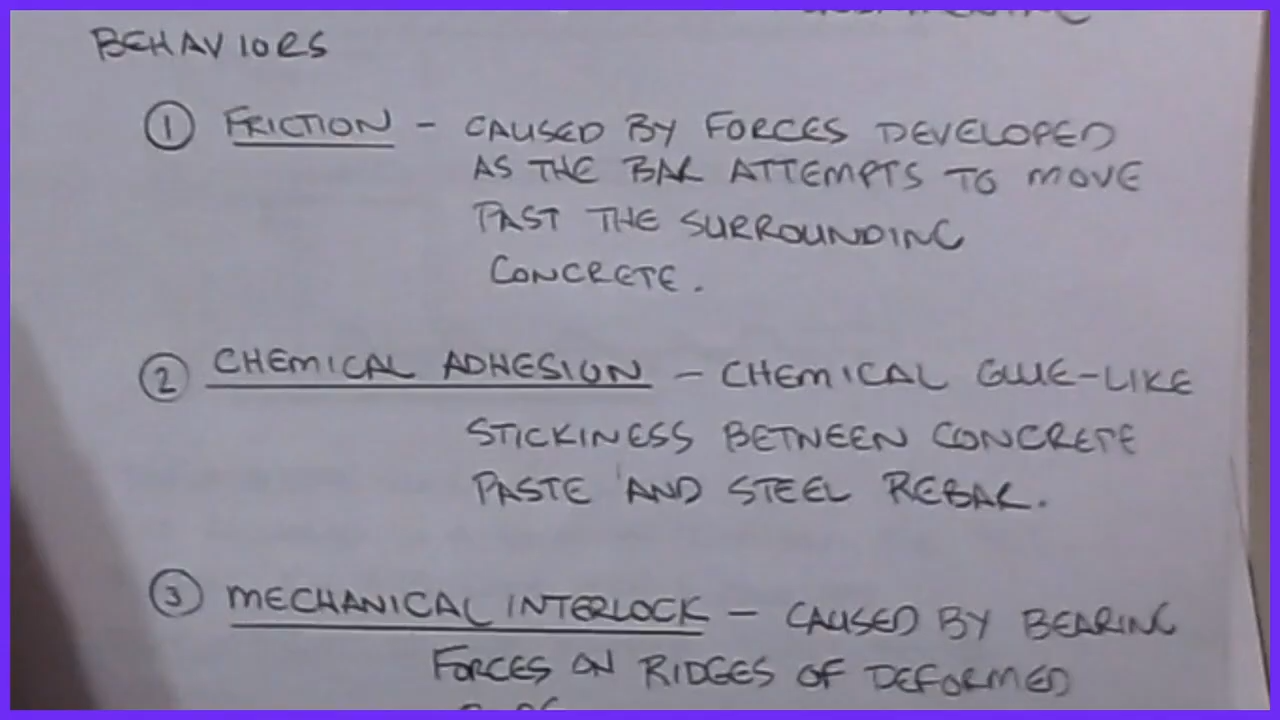 BEHAVIORS
① FRICTION - CAUSED BY FORCES DEVELOPED
AS THE BAR ATTEMPTS TO MOVE
PAST THE SURROUNDING
CONCRETE.
② CHEMICAL ADHESION - CHEMICAL GLUE-LIKE
STICKINESS BETWEEN CONCRETE
PASTE AND STEEL REBAR.
③ MECHANICAL INTERLOCK - CAUSED BY BEARING
FORCES ON RIDGES OF DEFORMED